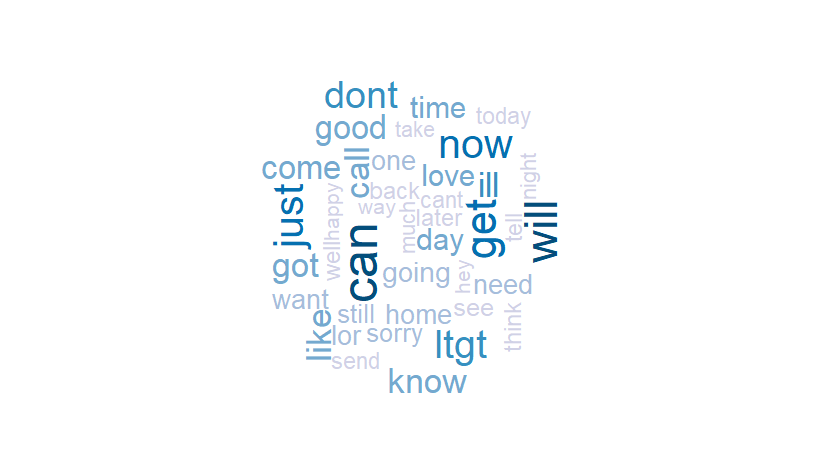 dont
time
today
good
take
now
come
call
one
love
ill
night
back
cant
way
happy
just
much
later
get
tell
will
day
well
can
got
going
hey
need
want
still
home
see
like
lor
sorry
ltgt
think
send
know